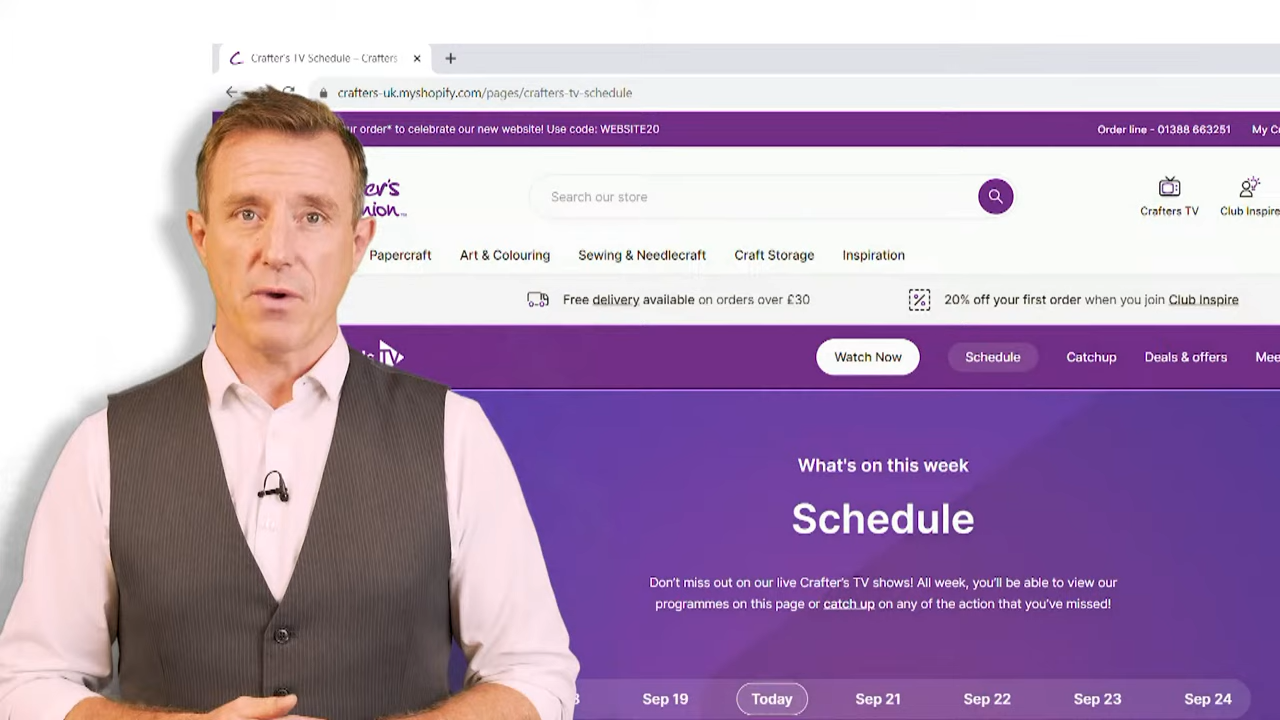 Crafter's TV Schedule – Crafters
crafters-uk.myshopify.com/pages/crafters-tv-schedule
order* to celebrate our new website! Use code: WEBSITE20
Order line - 01388 663251
My
Search our store
Crafters TV
Club Inspire
Papercraft
Art & Colouring
Sewing & Needlecraft
Craft Storage
Inspiration
Free delivery available on orders over £30
20% off your first order when you join Club Inspire
TV
Watch Now
Schedule
Catchup
Deals & offers
What's on this week
Schedule
Don't miss out on our live Crafter's TV shows! All week, you'll be able to view our
programmes on this page or catch up on any of the action that you've missed!
Sep 19
Today
Sep 21
Sep 22
Sep 23
Sep 24